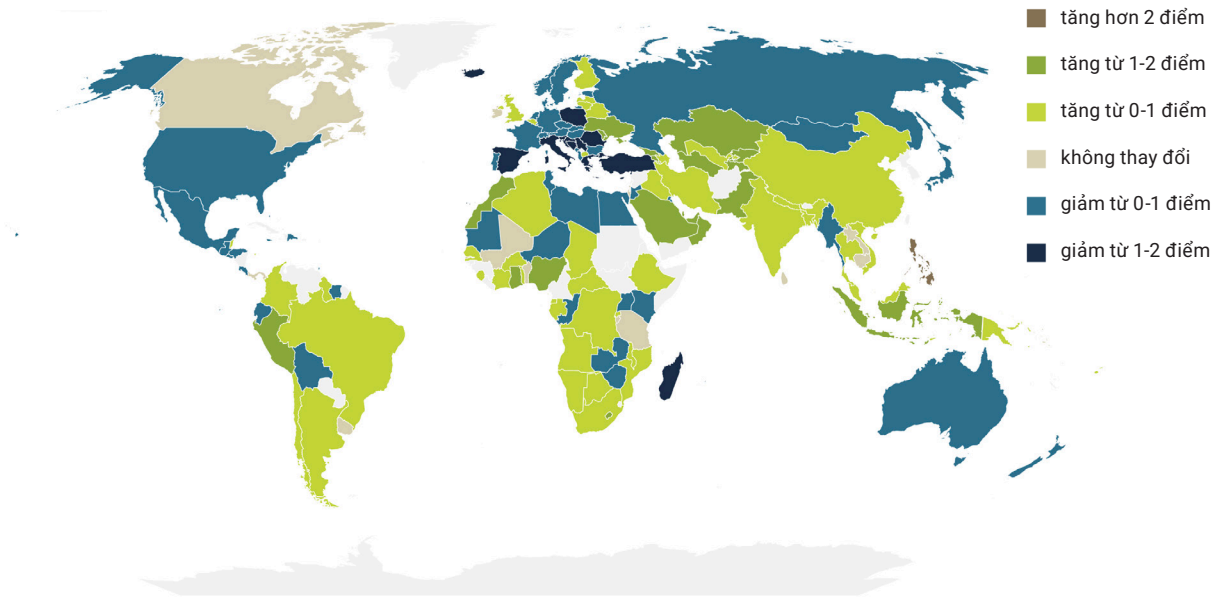 tăng hơn 2 điểm
tăng từ 1-2 điểm
tăng từ 0-1 điểm
không thay đổi
giảm từ 0-1 điểm
giảm từ 1-2 điểm